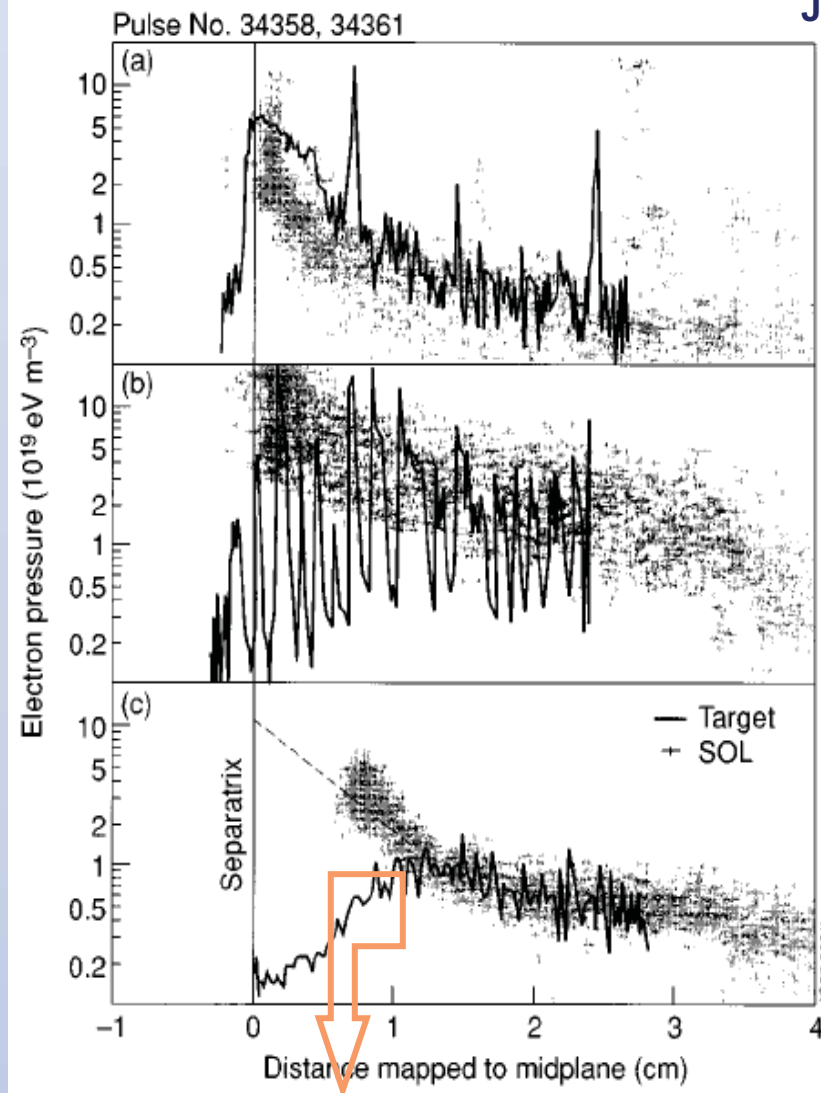 J
Pulse No. 34358, 34361
(a)
10
5
2
1
0.5
0.2
(b)
10
5
2
1
0.5
0.2
Electron pressure (10¹⁹ eV m⁻³)
(c)
10
5
2
1
0.5
0.2
Separatrix
Target
SOL
−1 0 1 2 3 4
Distance mapped to midplane (cm)